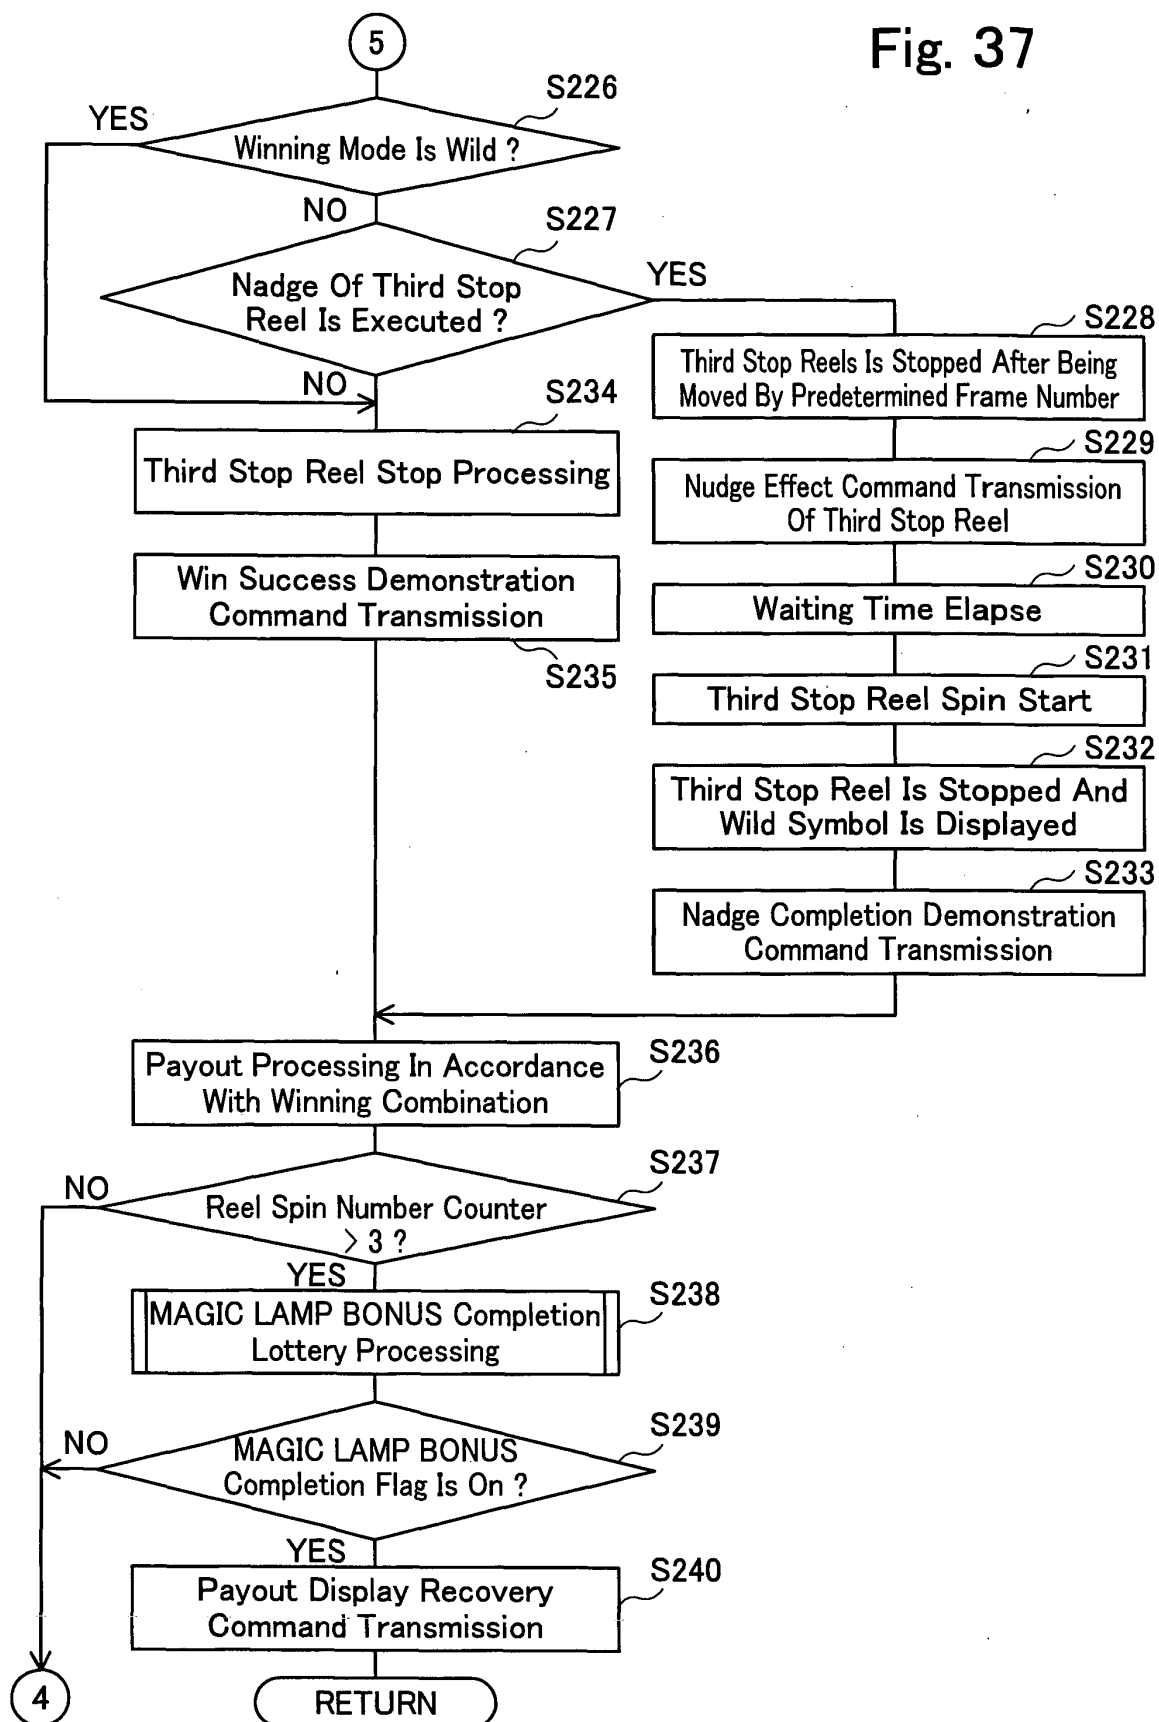 Fig. 37
5
S226
YES
Winning Mode Is Wild ?
NO
S227
Nadge Of Third Stop
Reel Is Executed ?
YES
NO
S228
Third Stop Reels Is Stopped After Being
Moved By Predetermined Frame Number
S234
Third Stop Reel Stop Processing
S229
Nudge Effect Command Transmission
Of Third Stop Reel
Win Success Demonstration
Command Transmission
S235
S230
Waiting Time Elapse
S231
Third Stop Reel Spin Start
S232
Third Stop Reel Is Stopped And
Wild Symbol Is Displayed
S233
Nadge Completion Demonstration
Command Transmission
S236
Payout Processing In Accordance
With Winning Combination
S237
NO
Reel Spin Number Counter
> 3 ?
YES
S238
MAGIC LAMP BONUS Completion
Lottery Processing
S239
NO
MAGIC LAMP BONUS
Completion Flag Is On ?
YES
S240
Payout Display Recovery
Command Transmission
4
RETURN